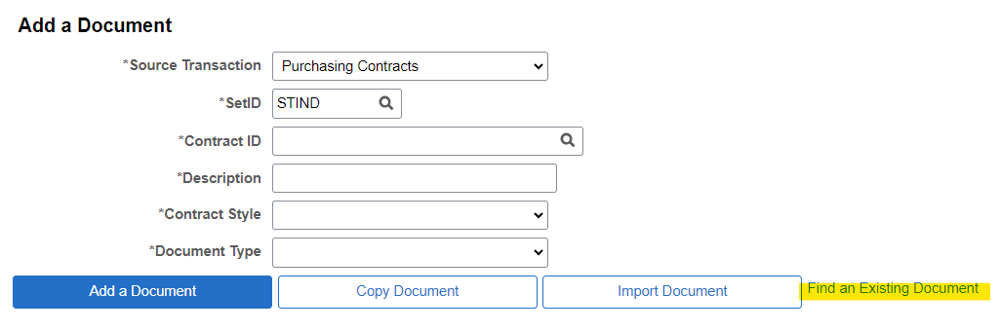 Add a Document
*Source Transaction Purchasing Contracts
*SetID STIND
*Contract ID
*Description
*Contract Style
*Document Type
Add a Document Copy Document Import Document Find an Existing Document